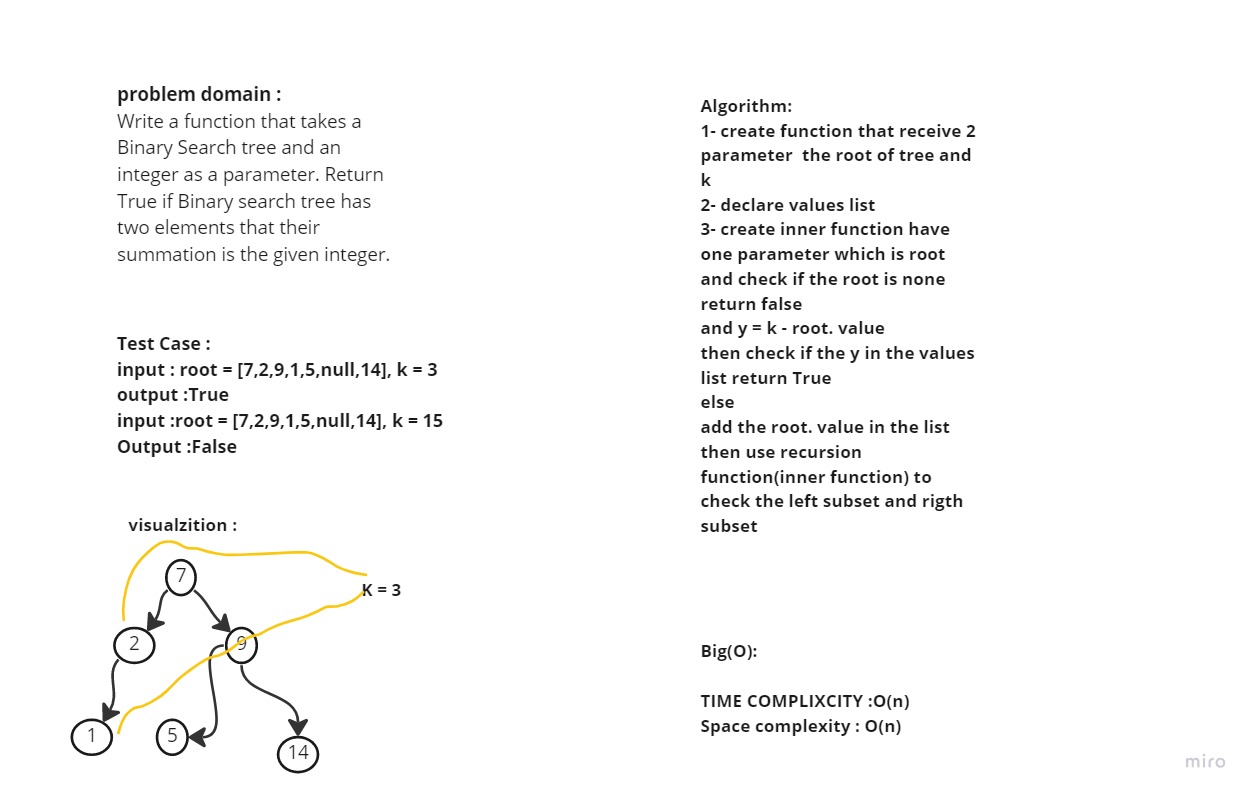 problem domain :
Write a function that takes a
Binary Search tree and an
integer as a parameter. Return
True if Binary search tree has
two elements that their
summation is the given integer.
Test Case :
input : root = [7,2,9,1,5,null,14], k = 3
output :True
input :root = [7,2,9,1,5,null,14], k = 15
Output :False
visualzition :
7
K = 3
2
9
1
5
14
Algorithm:
1- create function that receive 2
parameter  the root of tree and
k
2- declare values list
3- create inner function have
one parameter which is root
and check if the root is none
return false
and y = k - root. value
then check if the y in the values
list return True
else
add the root. value in the list
then use recursion
function(inner function) to
check the left subset and rigth
subset
Big(O):
TIME COMPLIXCITY :O(n)
Space complexity : O(n)
miro